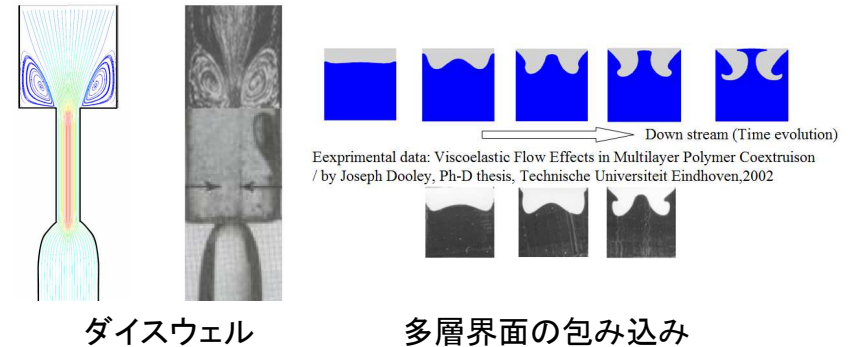 Down stream (Time evolution)
Eexprimental data: Viscoelastic Flow Effects in Multilayer Polymer Coextruison
/ by Joseph Dooley, Ph-D thesis, Technische Universiteit Eindhoven,2002
ダイスウェル
多層界面の包み込み